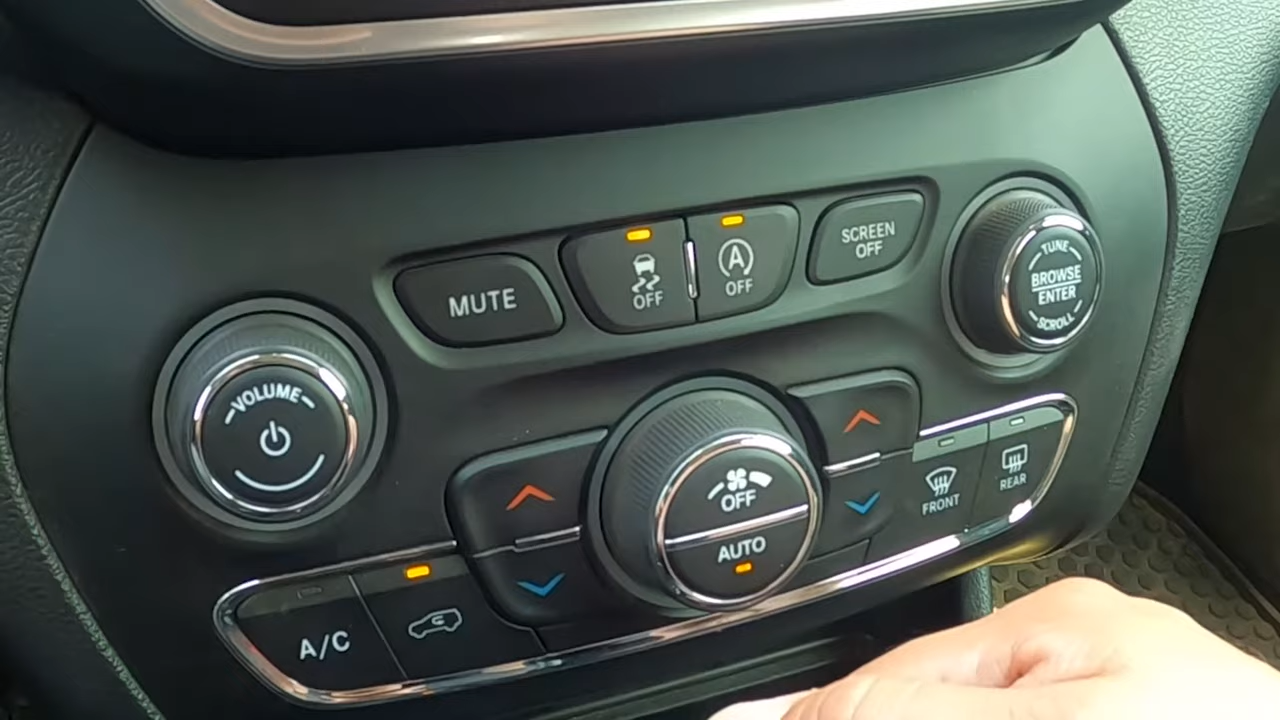 MUTE
OFF
A
OFF
SCREEN
OFF
TUNE
BROWSE
ENTER
SCROLL
VOLUME
OFF
AUTO
FRONT
REAR
A/C